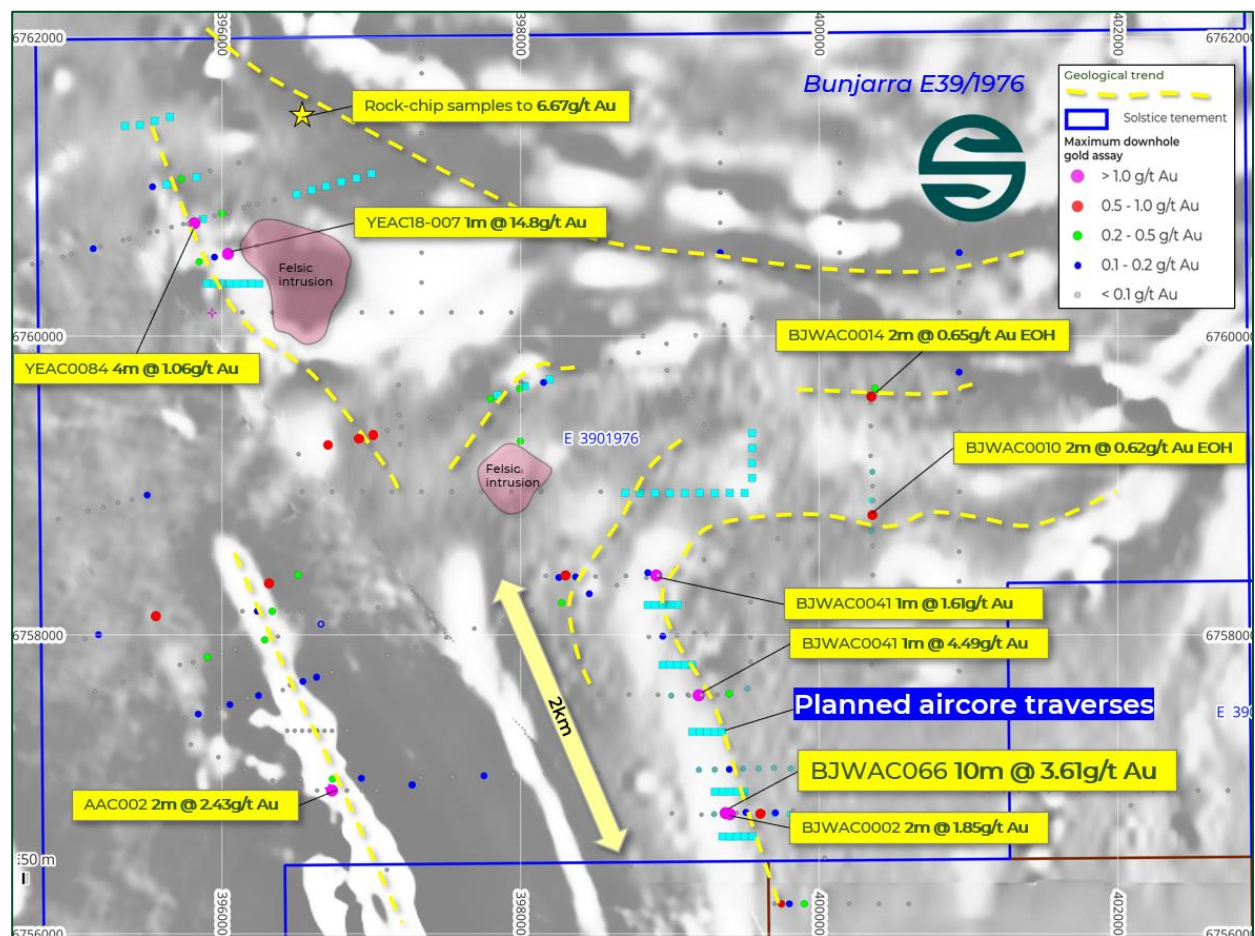 396000
398000
400000
402000
6762000
6762000
Bunjarra E39/1976
Geological trend
Solstice tenement
Maximum downhole
gold assay
> 1.0 g/t Au
0.5 - 1.0 g/t Au
0.2 - 0.5 g/t Au
0.1 - 0.2 g/t Au
< 0.1 g/t Au
Rock-chip samples to 6.67g/t Au
YEAC18-007 1m @ 14.8g/t Au
Felsic
intrusion
6760000
6760000
BJWAC0014 2m @ 0.65g/t Au EOH
YEAC0084 4m @ 1.06g/t Au
E 3901976
BJWAC0010 2m @ 0.62g/t Au EOH
Felsic
intrusion
BJWAC0041 1m @ 1.61g/t Au
6758000
6758000
BJWAC0041 1m @ 4.49g/t Au
2km
Planned aircore traverses
E 390
BJWAC066 10m @ 3.61g/t Au
AAC002 2m @ 2.43g/t Au
BJWAC0002 2m @ 1.85g/t Au
:50 m
396000
398000
400000
402000
6756000
6756000